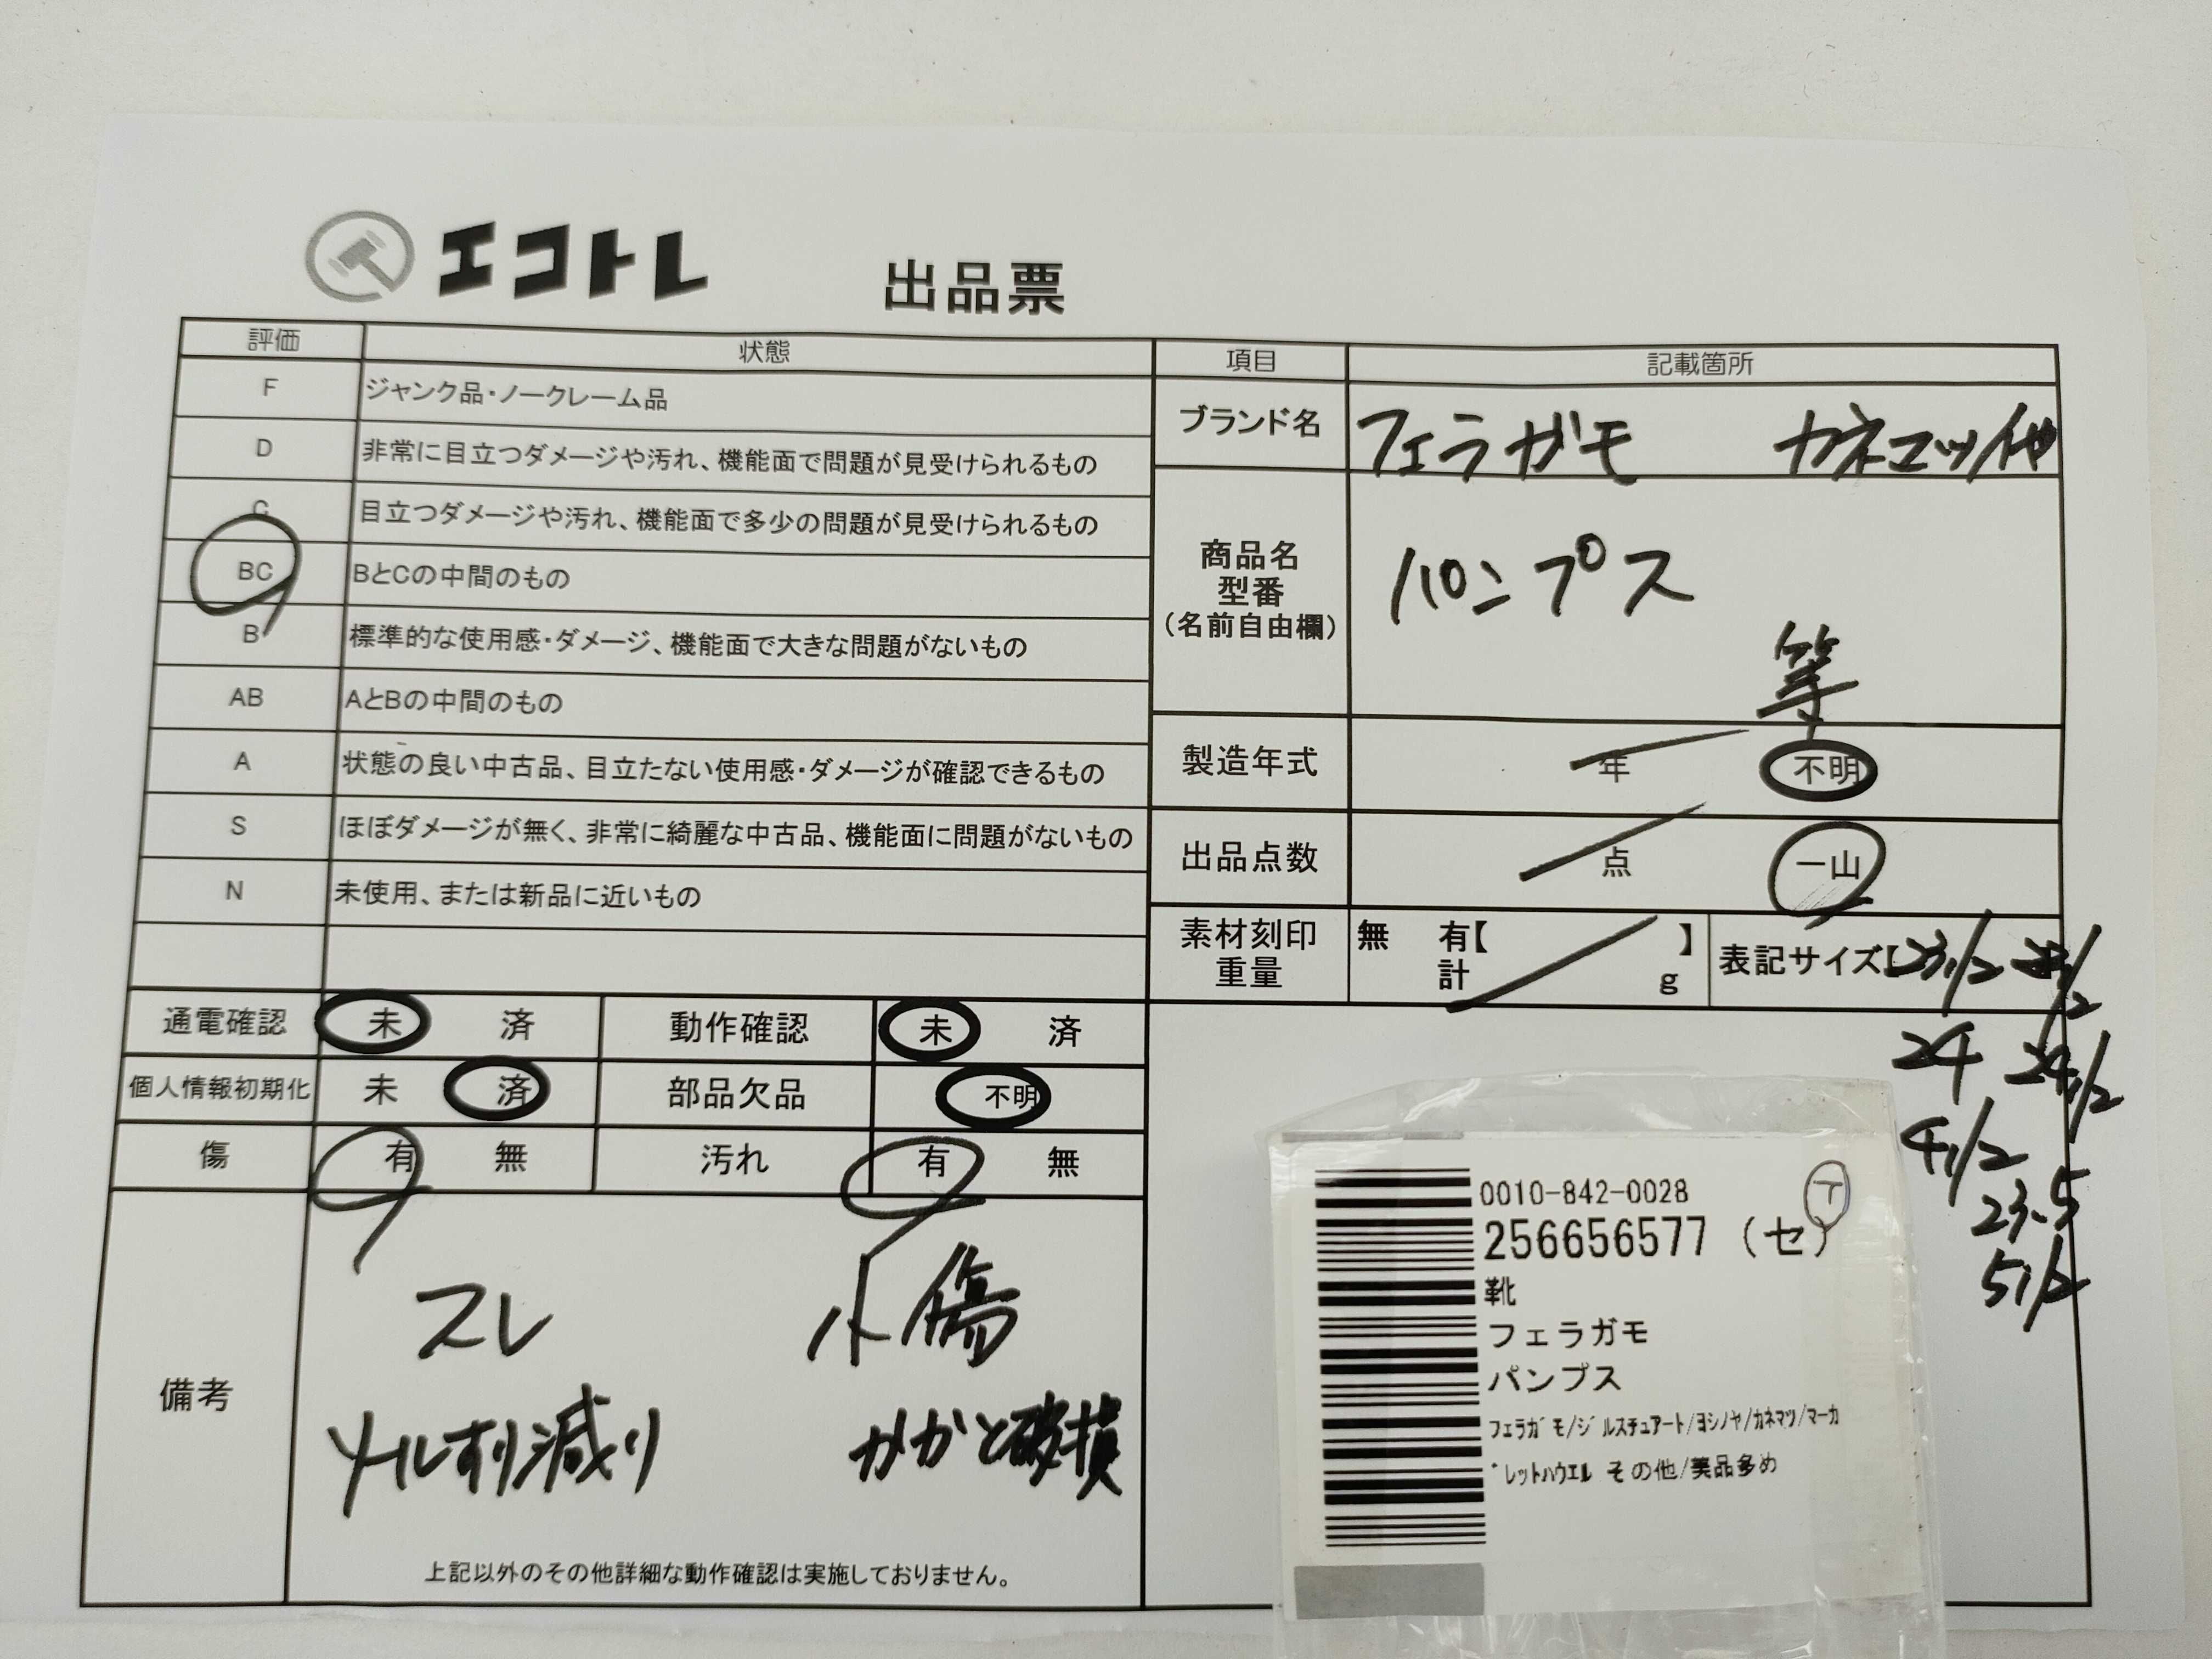 エコトレ 出品票
評価 状態
F ジャンク品・ノークレーム品
D 非常に目立つダメージや汚れ、機能面で問題が見受けられるもの
C 目立つダメージや汚れ、機能面で多少の問題が見受けられるもの
BC BとCの中間のもの
B 標準的な使用感・ダメージ、機能面で大きな問題がないもの
AB AとBの中間のもの
A 状態の良い中古品、目立たない使用感・ダメージが確認できるもの
S ほぼダメージが無く、非常に綺麗な中古品、機能面に問題がないもの
N 未使用、または新品に近いもの
通電確認 未 済 動作確認 未 済
個人情報初期化 未 済 部品欠品 不明
傷 有 無 汚れ 有 無
備考
スレ 小傷
ソールすり減り かかと破損
上記以外のその他詳細な動作確認は実施しておりません。
項目 記載箇所
ブランド名 フェラガモ カネマツ他
商品名
型番
(名前自由欄)
パンプス
等
製造年式 年 不明
出品点数 点 一山
素材刻印 無 有【 】
重量 計 g
表記サイズ【231/2
24 241/2
41/2
23.5
51/2
0010-842-0028
256656577 (セ)
靴
フェラガモ
パンプス
フェラガモ/ジルスチュアート/ヨシノヤ/カネマツ/マーカ
゛レットハウエル その他/美品多め